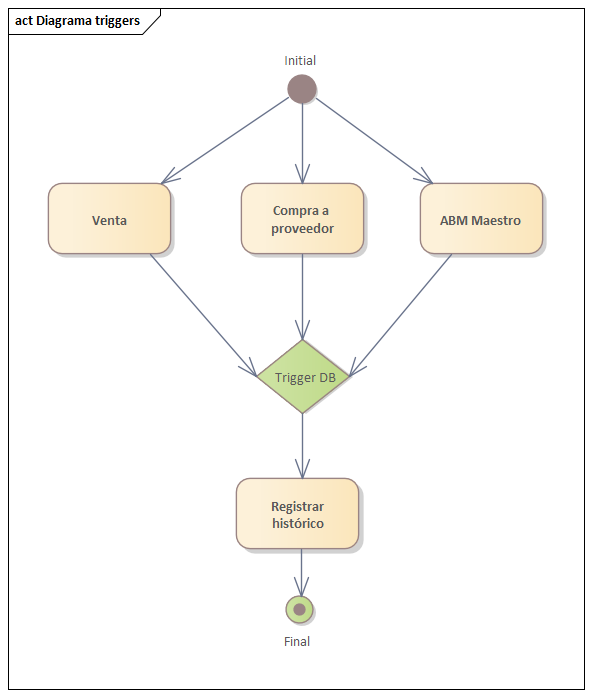 act Diagrama triggers
Initial
Venta
Compra a
proveedor
ABM Maestro
Trigger DB
Registrar
histórico
Final